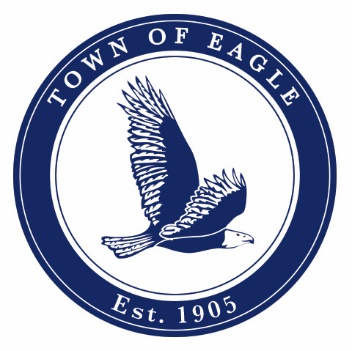 TOWN OF EAGLE
Est. 1905